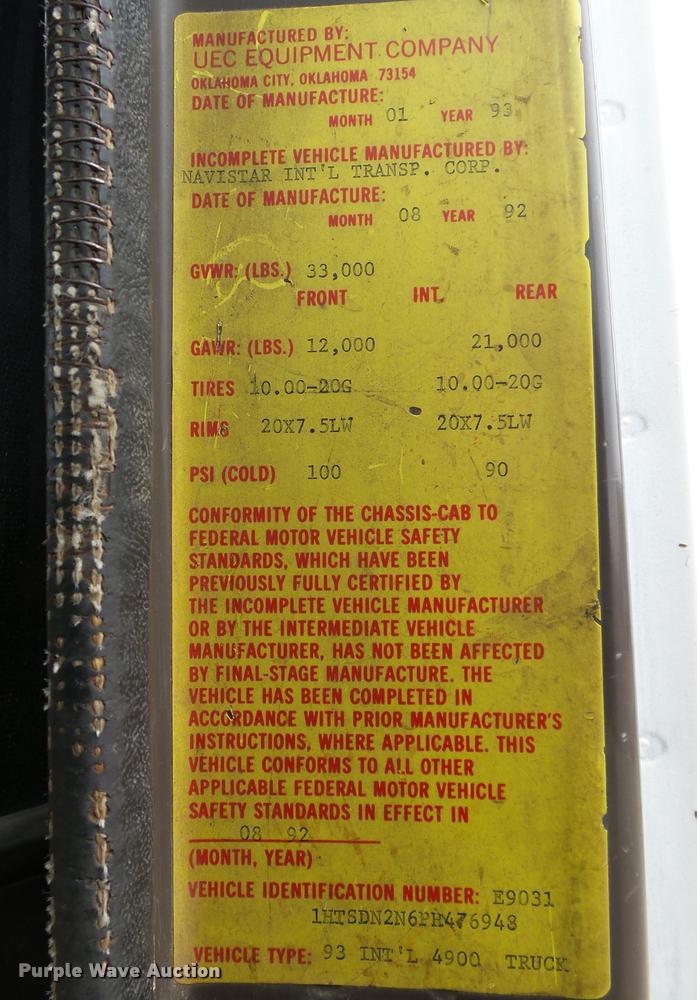 MANUFACTURED BY:
UEC EQUIPMENT COMPANY
OKLAHOMA CITY, OKLAHOMA 73154
DATE OF MANUFACTURE:
MONTH 01 YEAR 93
INCOMPLETE VEHICLE MANUFACTURED BY:
NAVISTAR INT'L TRANSP. CORP.
DATE OF MANUFACTURE:
MONTH 08 YEAR 92
GVWR: (LBS.) 33,000
FRONT INT. REAR
GAWR: (LBS.) 12,000 21,000
TIRES 10.00-20G 10.00-20G
RIMS 20X7.5LW 20X7.5LW
PSI (COLD) 100 90
CONFORMITY OF THE CHASSIS-CAB TO
FEDERAL MOTOR VEHICLE SAFETY
STANDARDS, WHICH HAVE BEEN
PREVIOUSLY FULLY CERTIFIED BY
THE INCOMPLETE VEHICLE MANUFACTURER
OR BY THE INTERMEDIATE VEHICLE
MANUFACTURER, HAS NOT BEEN AFFECTED
BY FINAL-STAGE MANUFACTURE. THE
VEHICLE HAS BEEN COMPLETED IN
ACCORDANCE WITH PRIOR MANUFACTURER'S
INSTRUCTIONS, WHERE APPLICABLE. THIS
VEHICLE CONFORMS TO ALL OTHER
APPLICABLE FEDERAL MOTOR VEHICLE
SAFETY STANDARDS IN EFFECT IN
08 92
(MONTH, YEAR)
VEHICLE IDENTIFICATION NUMBER: E9031
1HTSDN2N6PH476948
VEHICLE TYPE: 93 INT'L 4900 TRUCK
Purple Wave Auction